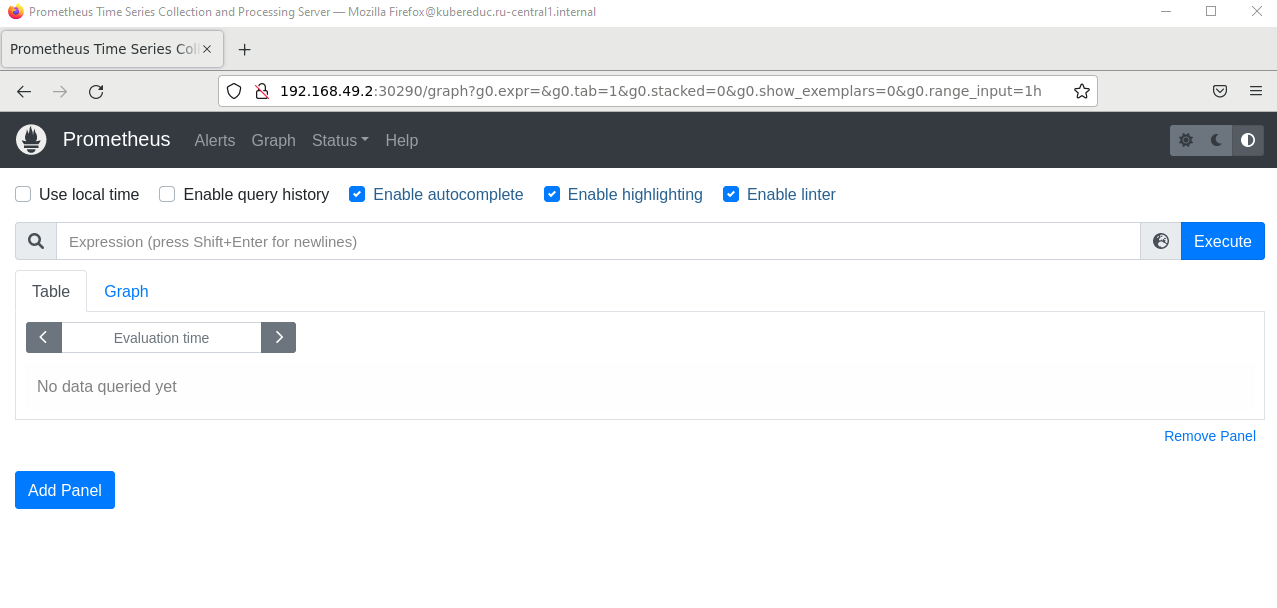 Prometheus Time Series Collection and Processing Server — Mozilla Firefox@kubereduc.ru-central1.internal
Prometheus Time Series Col
192.168.49.2:30290/graph?g0.expr=&g0.tab=1&g0.stacked=0&g0.show_exemplars=0&g0.range_input=1h
Prometheus Alerts Graph Status Help
Use local time Enable query history Enable autocomplete Enable highlighting Enable linter
Expression (press Shift+Enter for newlines) Execute
Table Graph
Evaluation time
No data queried yet
Remove Panel
Add Panel